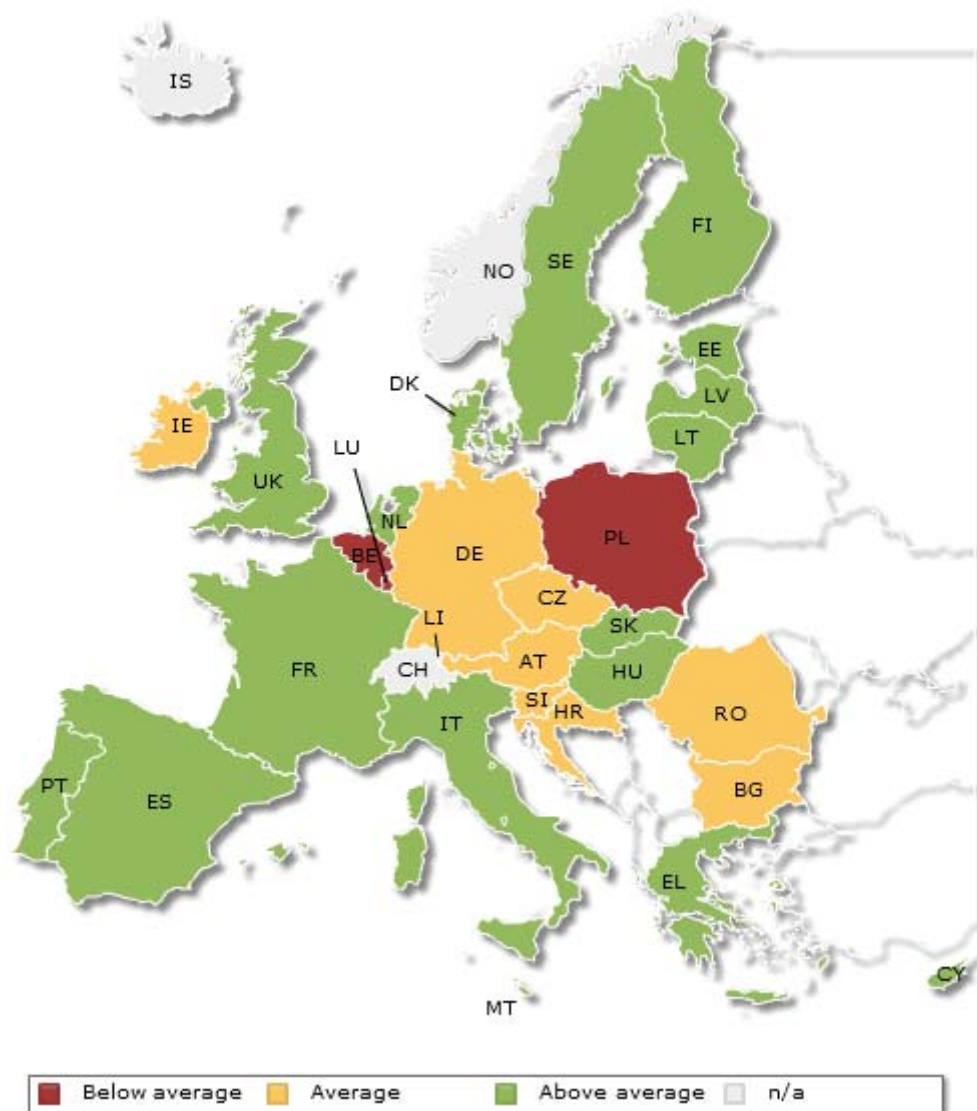 IS
FI
SE
NO
EE
DK
LV
IE
LT
LU
UK
NL
PL
BE
DE
CZ
LI
SK
AT
FR
CH
HU
SI
HR
IT
RO
PT
BG
ES
EL
CY
MT
Below average Average Above average n/a